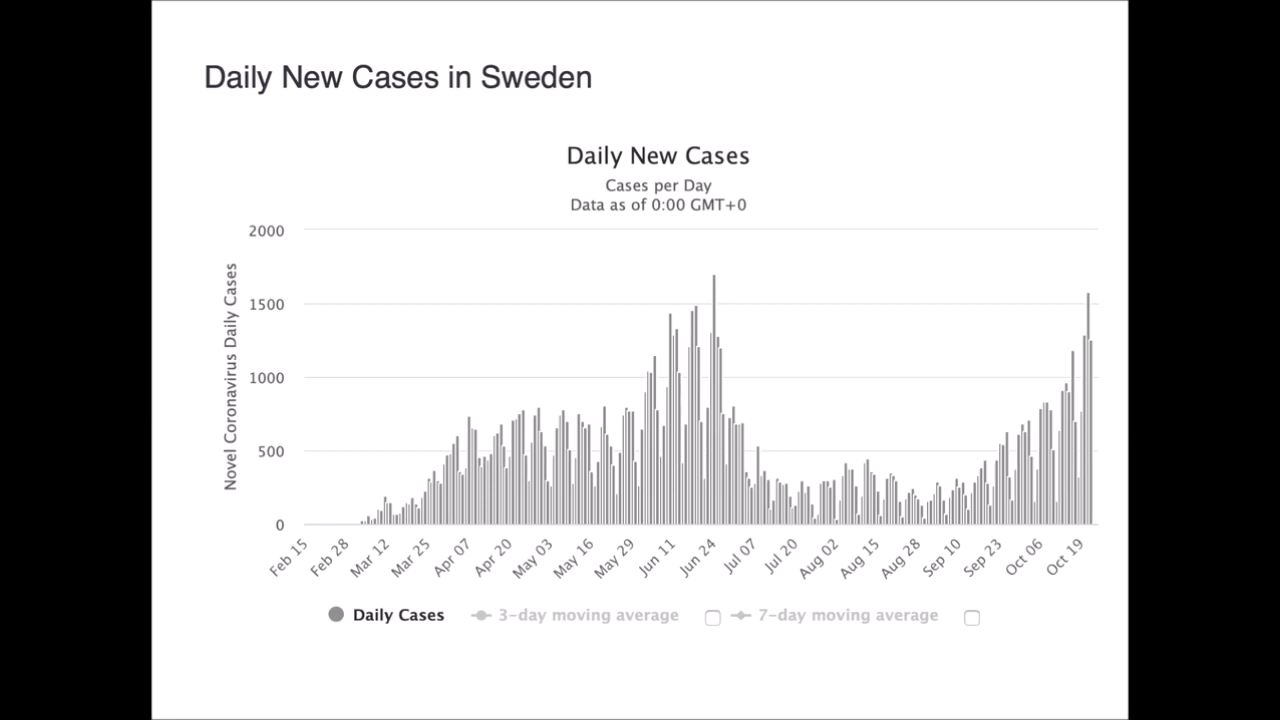 Daily New Cases in Sweden
Daily New Cases
Cases per Day
Data as of 0:00 GMT+0
Novel Coronavirus Daily Cases
2000
1500
1000
500
0
Feb 15
Feb 28
Mar 12
Mar 25
Apr 07
Apr 20
May 03
May 16
May 29
Jun 11
Jun 24
Jul 07
Jul 20
Aug 02
Aug 15
Aug 28
Sep 10
Sep 23
Oct 06
Oct 19
Daily Cases 3-day moving average 7-day moving average